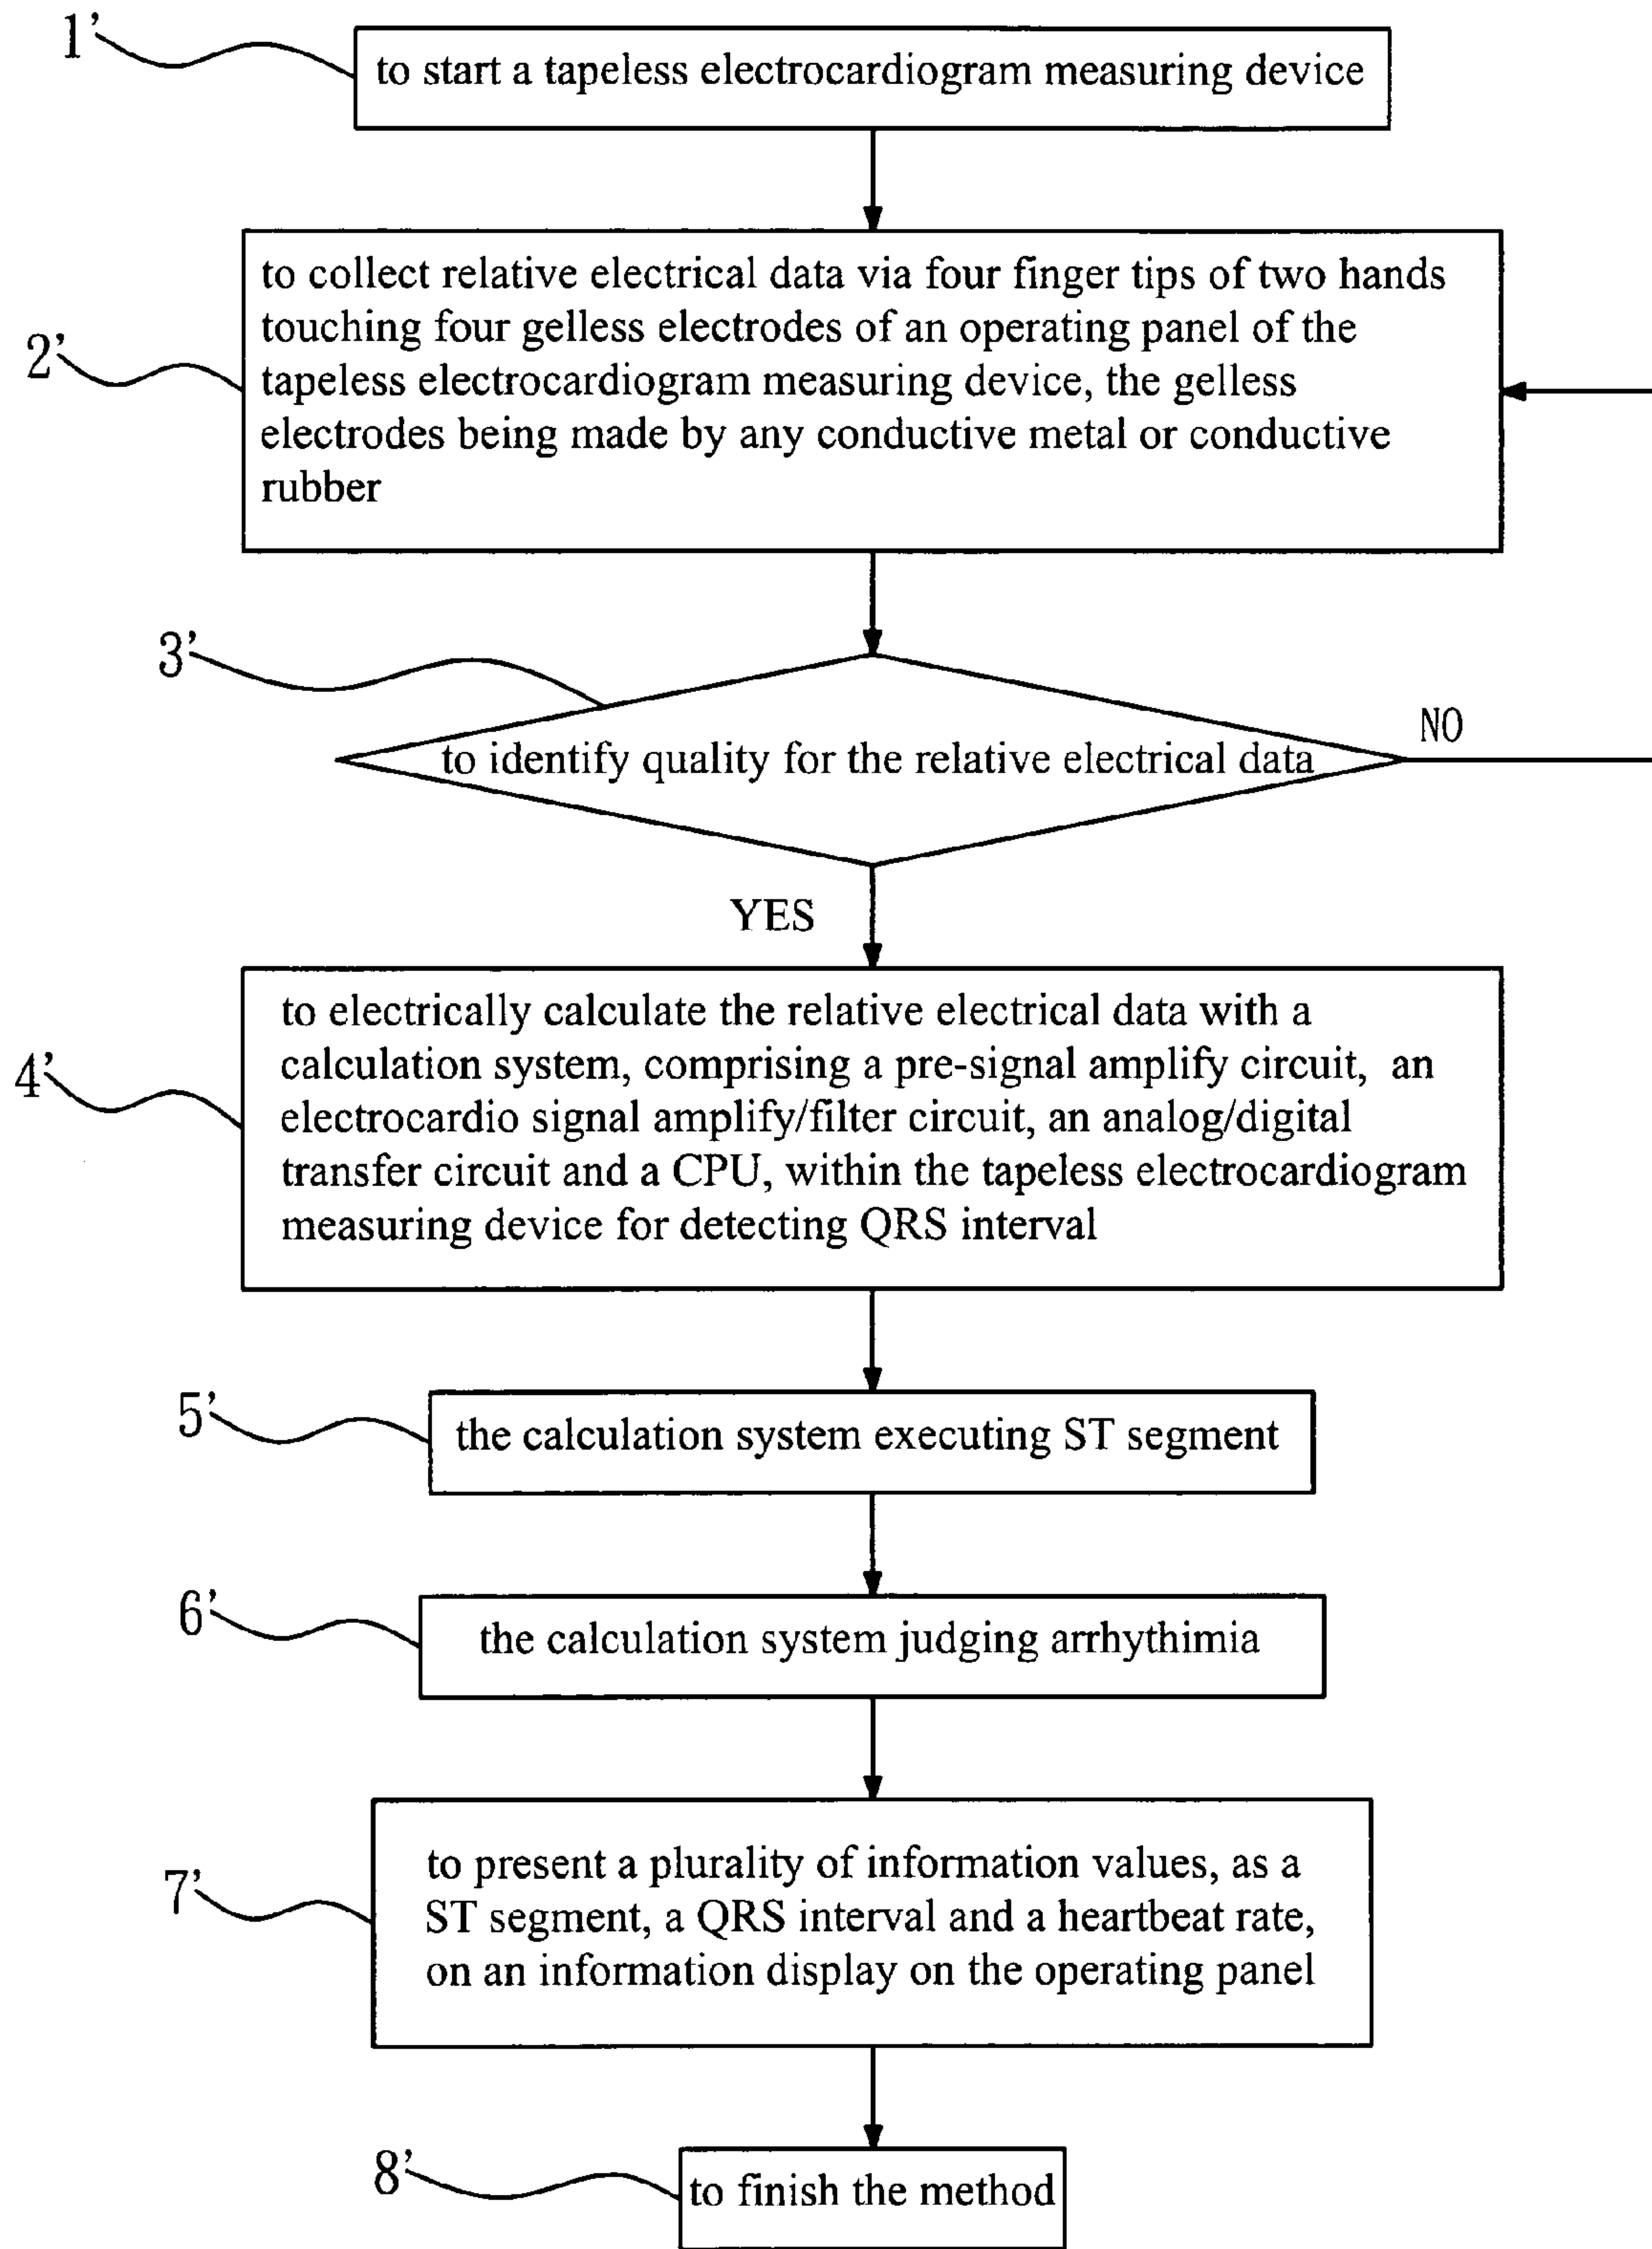 1’
to start a tapeless electrocardiogram measuring device
2’
to collect relative electrical data via four finger tips of two hands
touching four gelless electrodes of an operating panel of the
tapeless electrocardiogram measuring device, the gelless
electrodes being made by any conductive metal or conductive
rubber
3’
to identify quality for the relative electrical data
NO
YES
4’
to electrically calculate the relative electrical data with a
calculation system, comprising a pre-signal amplify circuit, an
electrocardio signal amplify/filter circuit, an analog/digital
transfer circuit and a CPU, within the tapeless electrocardiogram
measuring device for detecting QRS interval
5’
the calculation system executing ST segment
6’
the calculation system judging arrhythimia
7’
to present a plurality of information values, as a
ST segment, a QRS interval and a heartbeat rate,
on an information display on the operating panel
8’
to finish the method